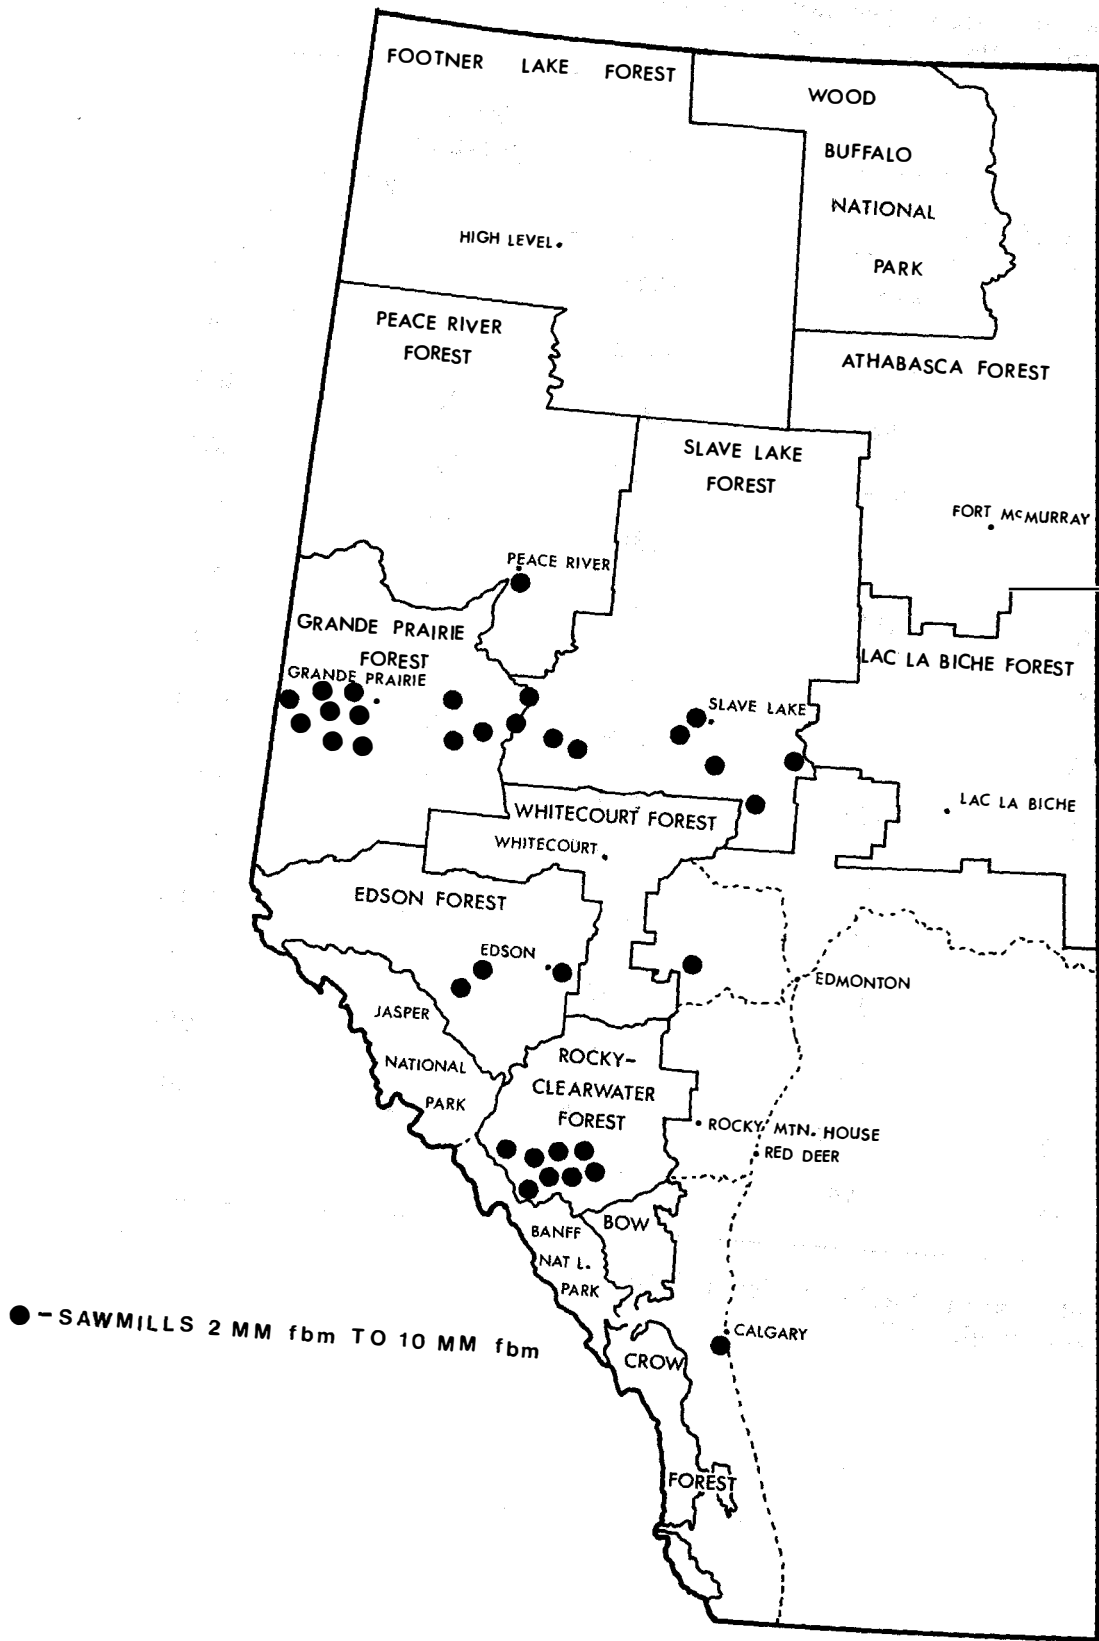 FOOTNER LAKE FOREST
WOOD
BUFFALO
NATIONAL
PARK
HIGH LEVEL
PEACE RIVER
FOREST
ATHABASCA FOREST
SLAVE LAKE
FOREST
FORT McMURRAY
PEACE RIVER
GRANDE PRAIRIE
FOREST
GRANDE PRAIRIE
LAC LA BICHE FOREST
SLAVE LAKE
LAC LA BICHE
WHITECOURT FOREST
WHITECOURT
EDSON FOREST
EDSON
EDMONTON
JASPER
NATIONAL
PARK
ROCKY-
CLEARWATER
FOREST
ROCKY MTN. HOUSE
RED DEER
BANFF
NAT L.
PARK
BOW
CALGARY
CROW
FOREST
-SAWMILLS 2 MM fbm TO 10 MM fbm